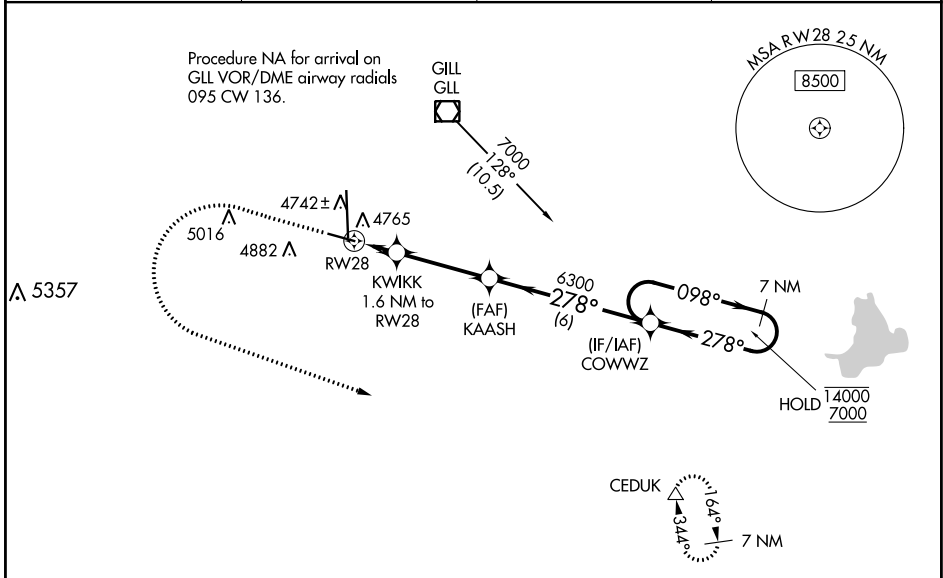 Procedure NA for arrival on
GLL VOR/DME airway radials
095 CW 136.
GILL
GLL
7000
128°
(10.5)
MSA RW28 25 NM
8500
4742±
4765
5016
4882
RW28
5357
KWIKK
1.6 NM to
RW28
(FAF)
KAASH
6300
278°
(6)
(IF/IAF)
COWWZ
098°
7 NM
278°
HOLD
14000
7000
CEDUK
164°
344°
7 NM